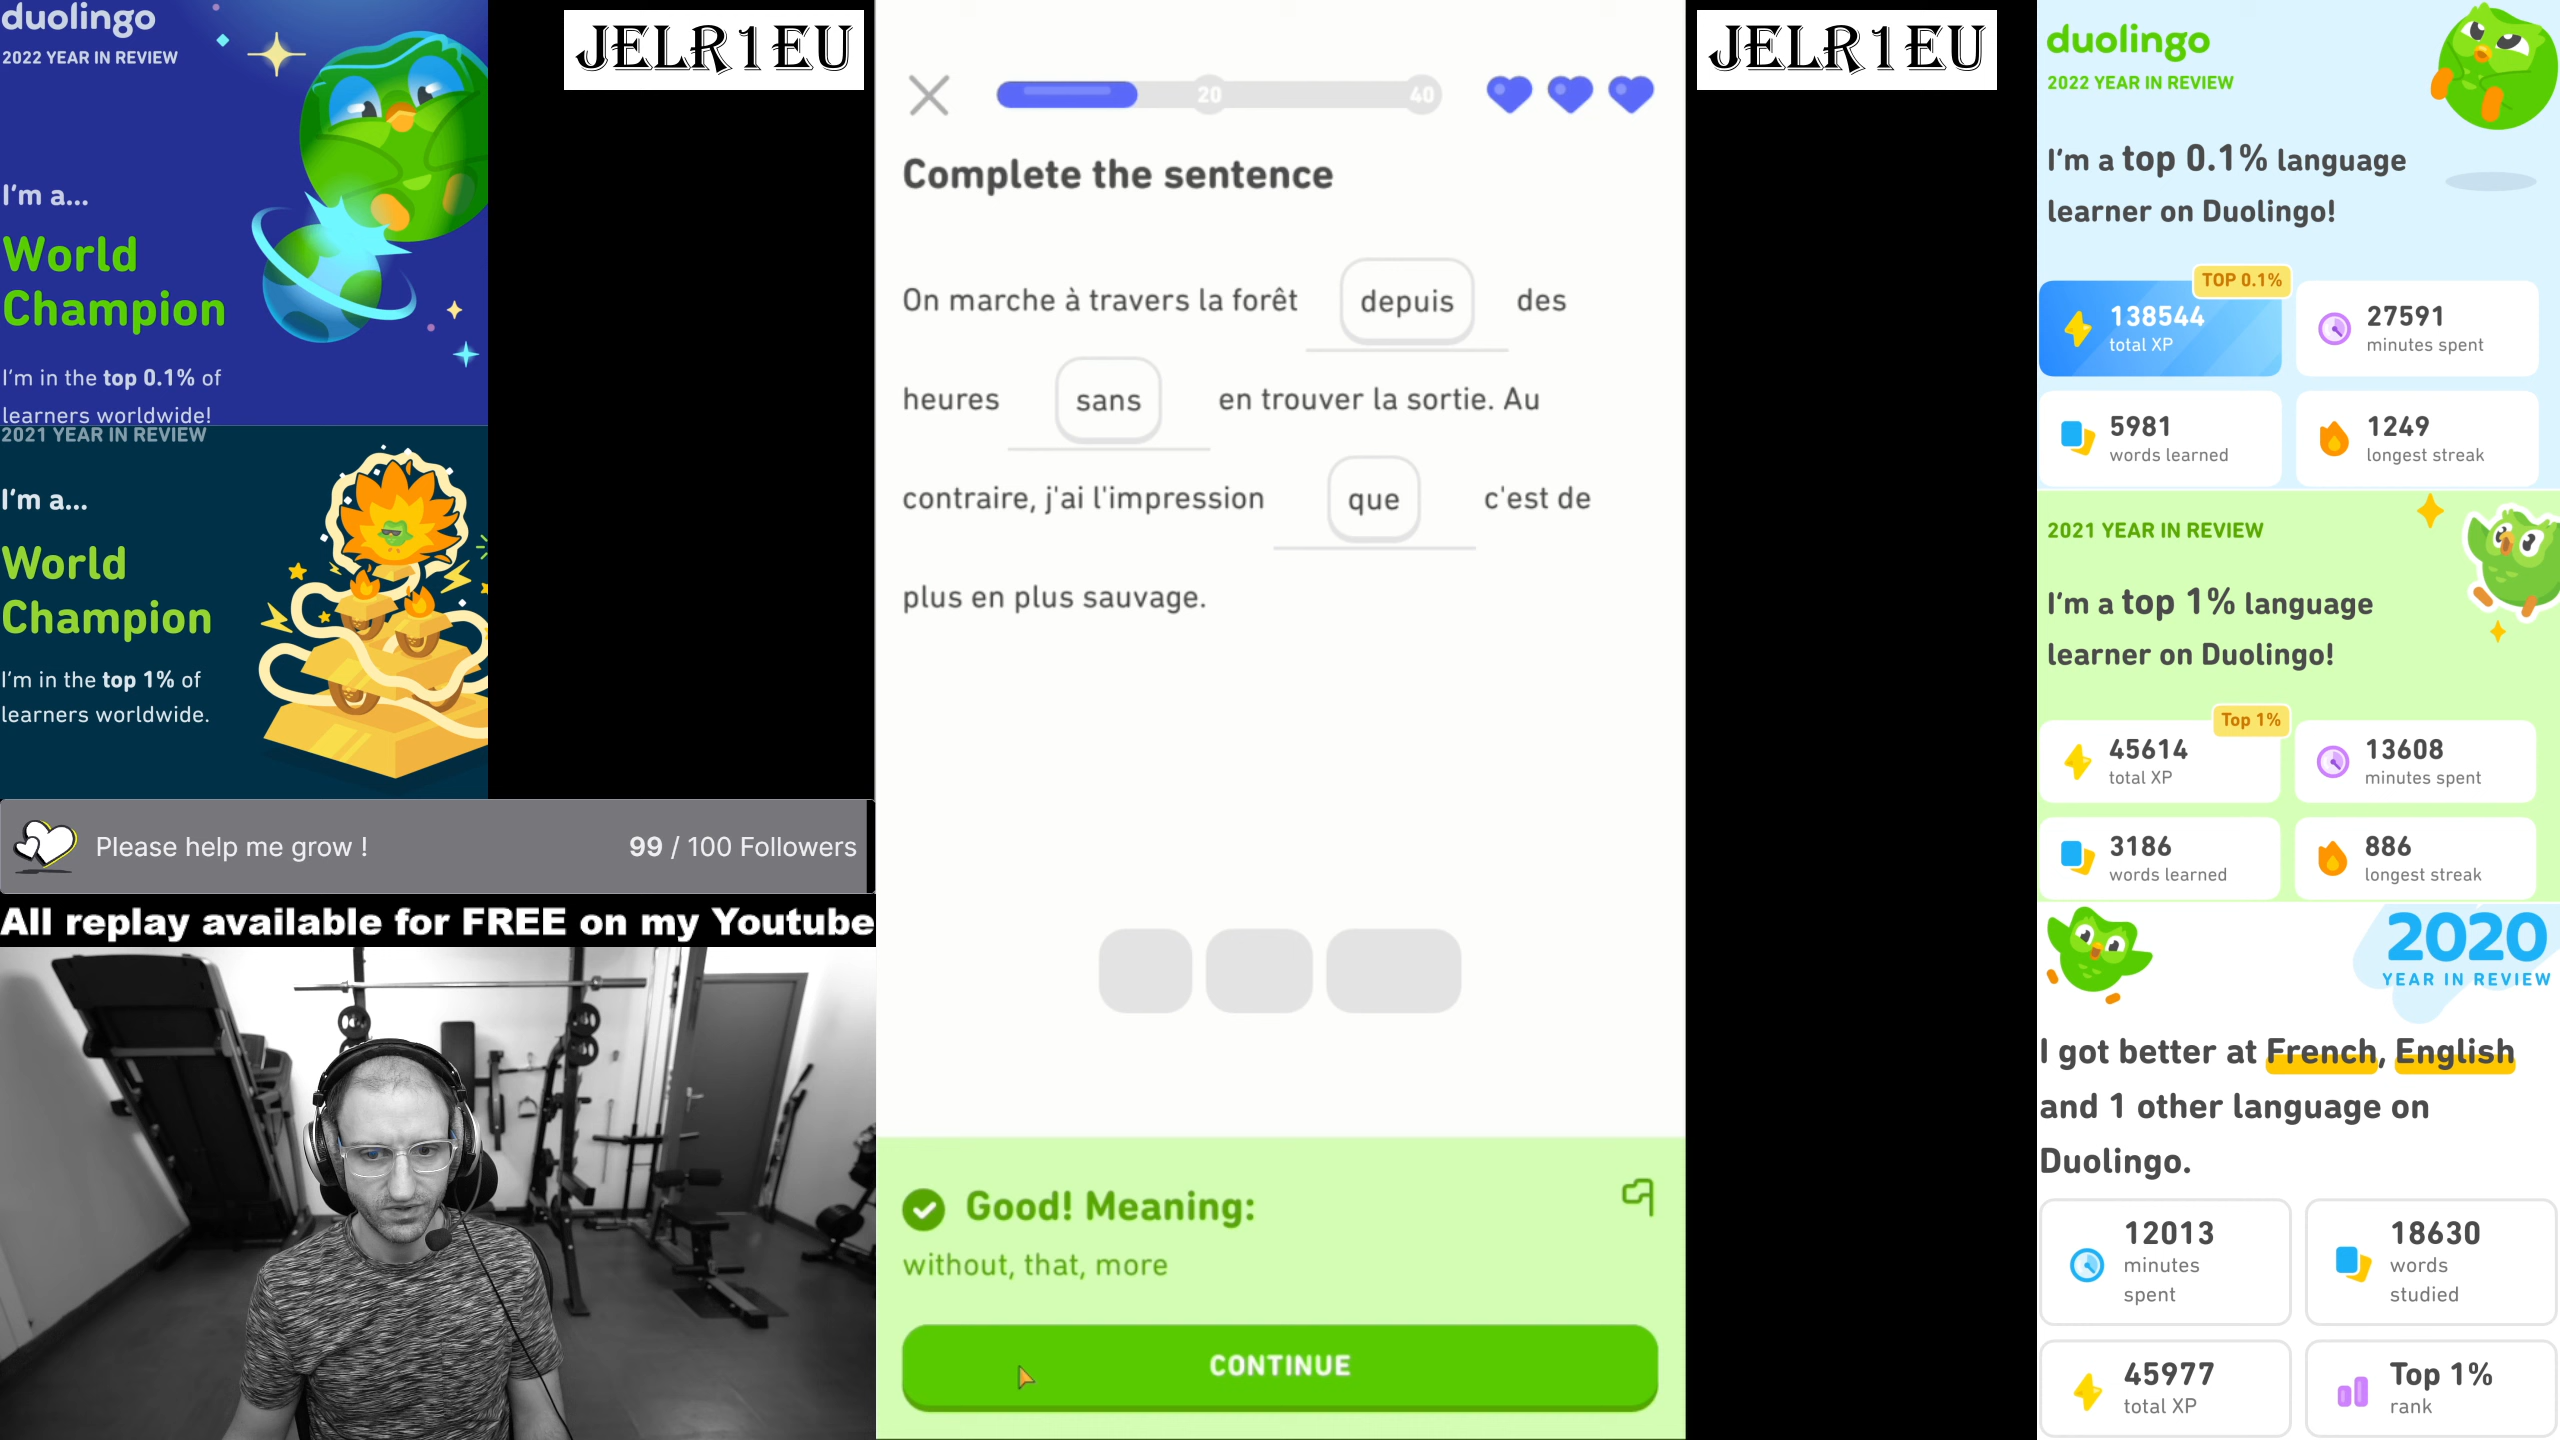 duolingo
2022 YEAR IN REVIEW
I'm a...
World
Champion
I'm in the top 0.1% of
learners worldwide!
2021 YEAR IN REVIEW
I'm a...
World
Champion
I'm in the top 1% of
learners worldwide.
Please help me grow !
99 / 100 Followers
All replay available for FREE on my Youtube
JELR1EU
20
40
Complete the sentence
On marche à travers la forêt depuis des
heures sans en trouver la sortie. Au
contraire, j'ai l'impression que c'est de
plus en plus sauvage.
Good! Meaning:
without, that, more
CONTINUE
JELR1EU
duolingo
2022 YEAR IN REVIEW
I'm a top 0.1% language
learner on Duolingo!
TOP 0.1%
138544
total XP
27591
minutes spent
5981
words learned
1249
longest streak
2021 YEAR IN REVIEW
I'm a top 1% language
learner on Duolingo!
Top 1%
45614
total XP
13608
minutes spent
3186
words learned
886
longest streak
2020
YEAR IN REVIEW
I got better at French, English
and 1 other language on
Duolingo.
12013
minutes
spent
18630
words
studied
45977
total XP
Top 1%
rank